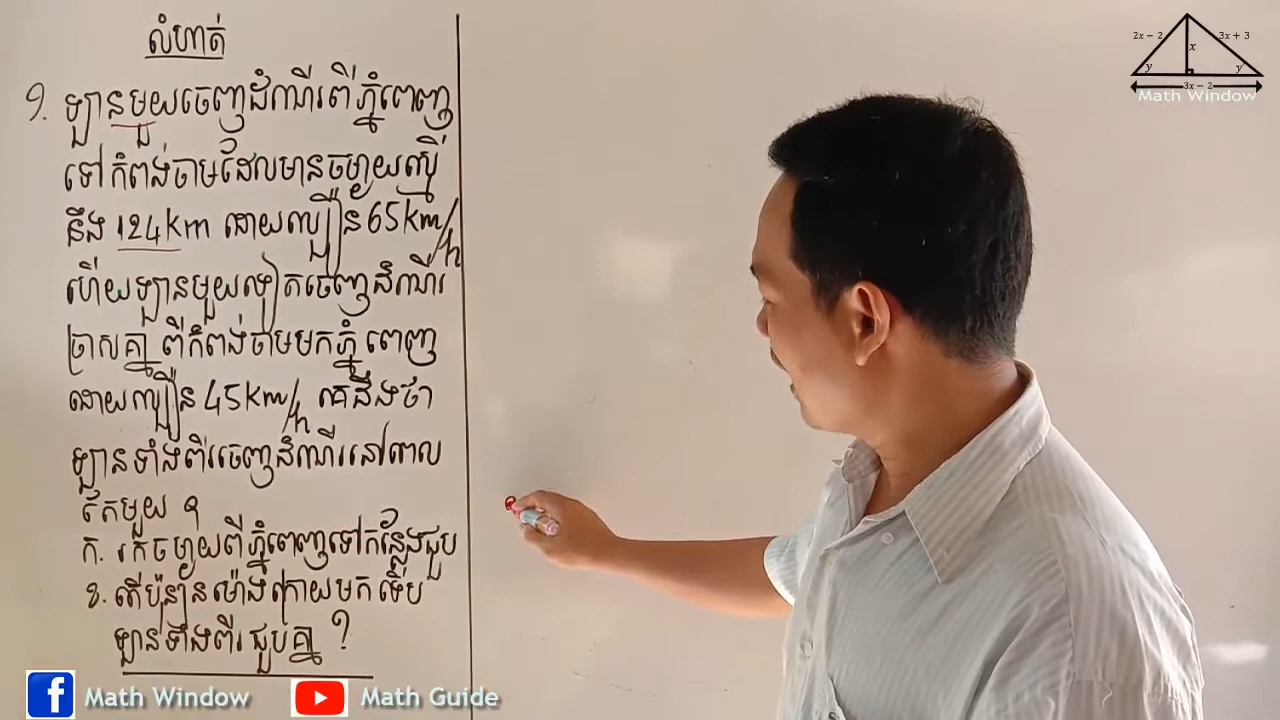 លំហាត់
១. ឡានមួយចេញដំណើរពីភ្នំពេញ
ទៅកំពង់ចាមដែលមានចម្ងាយស្មើ
នឹង 124km ដោយល្បឿន 65km/h
ហើយឡានមួយទៀតចេញដំណើរ
ច្រាសគ្នា ពីកំពង់ចាមមកភ្នំពេញ
ដោយល្បឿន 45km/h គេដឹងថា
ឡានទាំងពីរចេញដំណើរនៅពេល
តែមួយ ។
ក. រកចម្ងាយពីភ្នំពេញទៅកន្លែងជួប
ខ. តើប៉ុន្មានម៉ោងក្រោយមកទើប
ឡានទាំងពីរជួបគ្នា ?
2x − 2
3x + 3
x
y
y
3x − 2
Math Window
Math Window
Math Guide